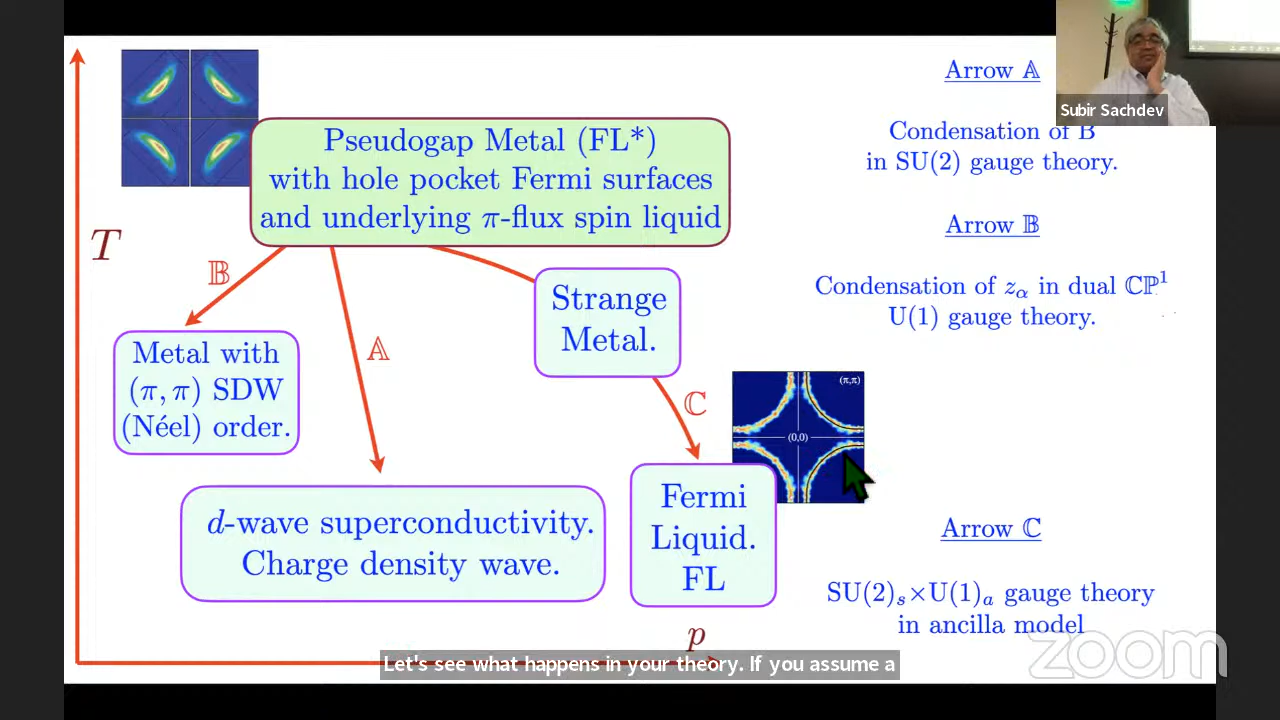 Subir Sachdev
Pseudogap Metal (FL*)
with hole pocket Fermi surfaces
and underlying π-flux spin liquid
T
𝔹
𝔸
Strange
Metal.
ℂ
Metal with
(π, π) SDW
(Néel) order.
d-wave superconductivity.
Charge density wave.
(π,π)
(0,0)
Fermi
Liquid.
FL
p
Arrow 𝔸
Condensation of B
in SU(2) gauge theory.
Arrow 𝔹
Condensation of zα in dual ℂℙ¹
U(1) gauge theory.
Arrow ℂ
SU(2)ₛ×U(1)ₐ gauge theory
in ancilla model
Let's see what happens in your theory. If you assume a
zoom